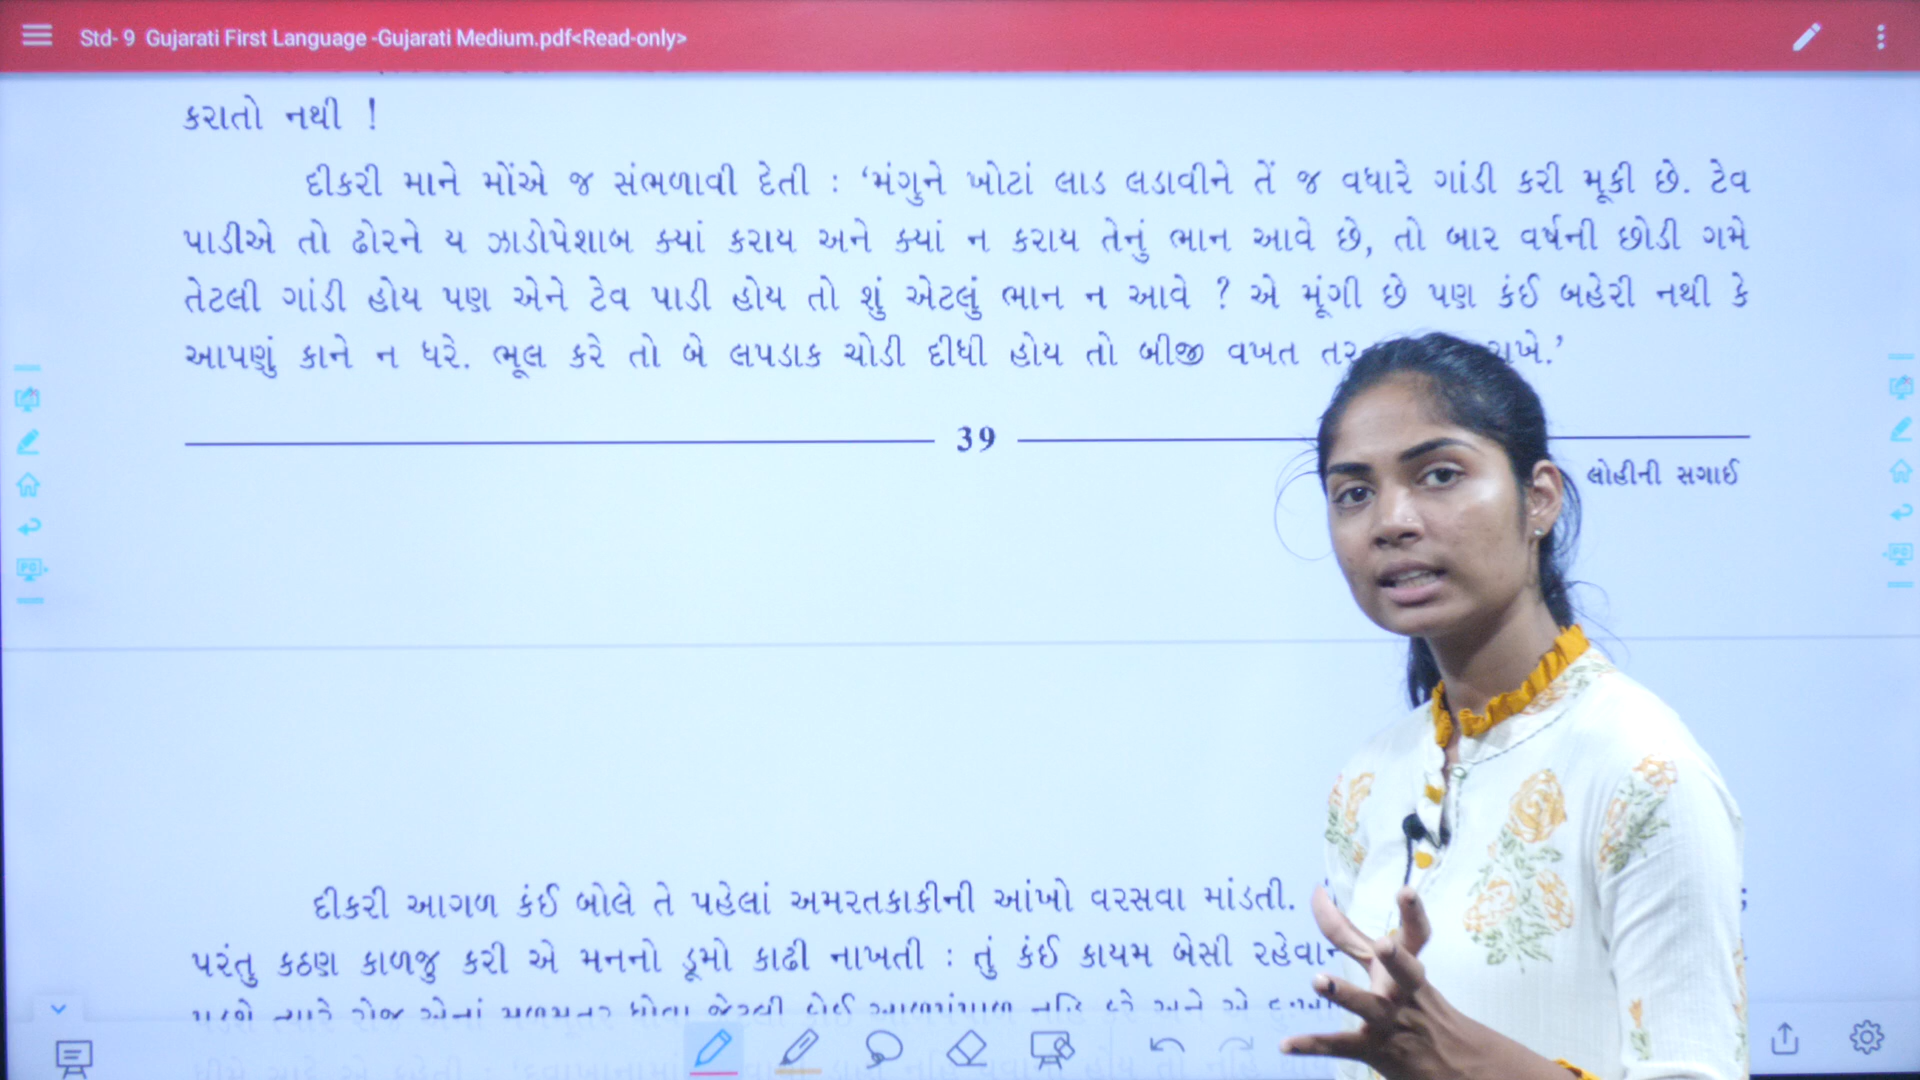 Std- 9 Gujarati First Language -Gujarati Medium.pdf<Read-only>
કરાતો નથી !
દીકરી માને મોંએ જ સંભળાવી દેતી : ‘મંગુને ખોટાં લાડ લડાવીને તેં જ વધારે ગાંડી કરી મૂકી છે. ટેવ
પાડીએ તો ઢોરને ય ઝાડોપેશાબ ક્યાં કરાય અને ક્યાં ન કરાય તેનું ભાન આવે છે, તો બાર વર્ષની છોડી ગમે
તેટલી ગાંડી હોય પણ એને ટેવ પાડી હોય તો શું એટલું ભાન ન આવે ? એ મૂંગી છે પણ કંઈ બહેરી નથી કે
આપણું કાને ન ધરે. ભૂલ કરે તો બે લપડાક ચોડી દીધી હોય તો બીજી વખત
39
લોહીની સગાઈ
દીકરી આગળ કંઈ બોલે તે પહેલાં અમરતકાકીની આંખો વરસવા માંડતી.
પરંતુ કઠણ કાળજુ કરી એ મનનો ડૂમો કાઢી નાખતી : તું કંઈ કાયમ બેસી